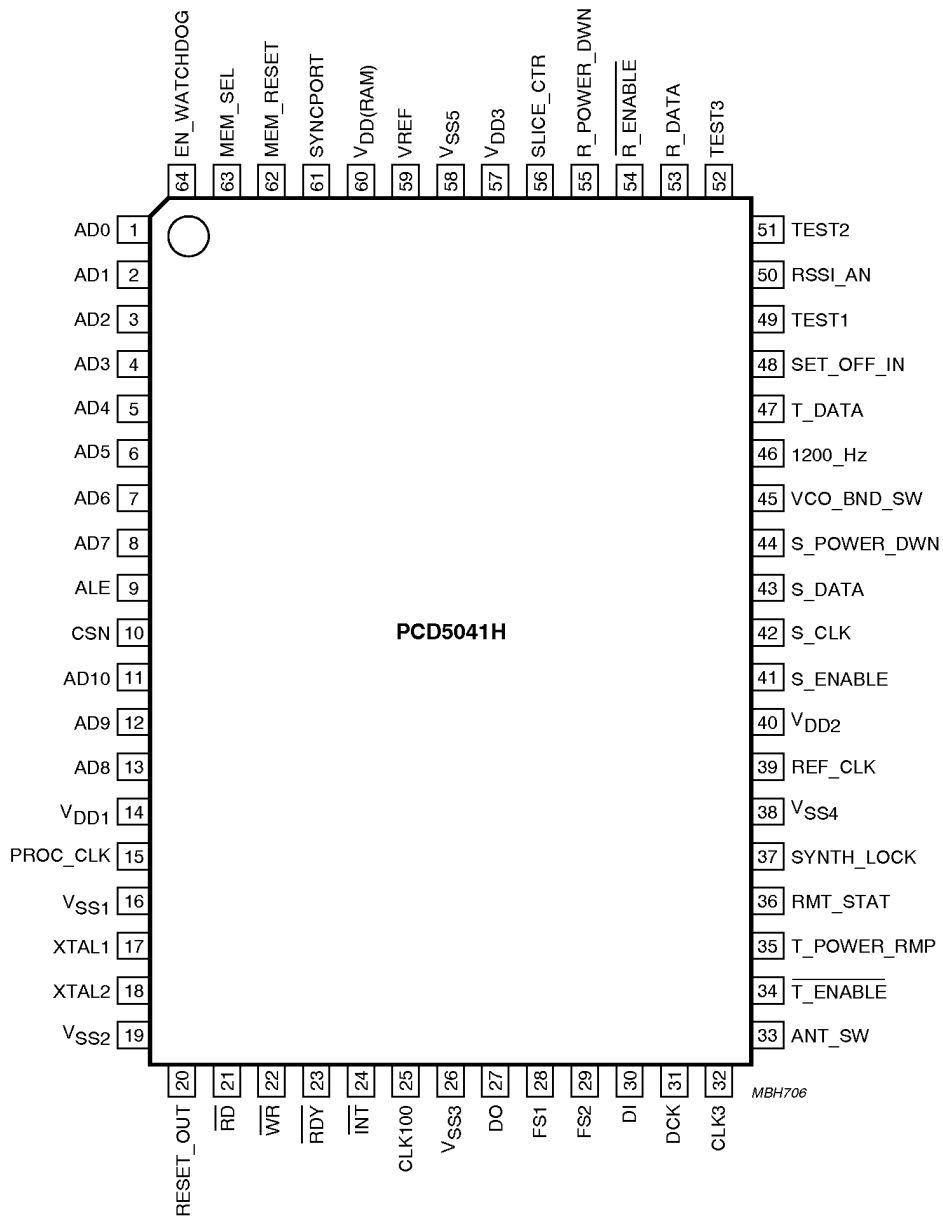 EN_WATCHDOG
MEM_SEL
MEM_RESET
SYNCPORT
VDD(RAM)
VREF
VSS5
VDD3
SLICE_CTR
R_POWER_DWN
R_ENABLE
R_DATA
TEST3
64 63 62 61 60 59 58 57 56 55 54 53 52
AD0 1
AD1 2
AD2 3
AD3 4
AD4 5
AD5 6
AD6 7
AD7 8
ALE 9
CSN 10
AD10 11
AD9 12
AD8 13
VDD1 14
PROC_CLK 15
VSS1 16
XTAL1 17
XTAL2 18
VSS2 19
PCD5041H
51 TEST2
50 RSSI_AN
49 TEST1
48 SET_OFF_IN
47 T_DATA
46 1200_Hz
45 VCO_BND_SW
44 S_POWER_DWN
43 S_DATA
42 S_CLK
41 S_ENABLE
40 VDD2
39 REF_CLK
38 VSS4
37 SYNTH_LOCK
36 RMT_STAT
35 T_POWER_RMP
34 T_ENABLE
33 ANT_SW
20 21 22 23 24 25 26 27 28 29 30 31 32
RESET_OUT
RD
WR
RDY
INT
CLK100
VSS3
DO
FS1
FS2
DI
DCK
CLK3
MBH706